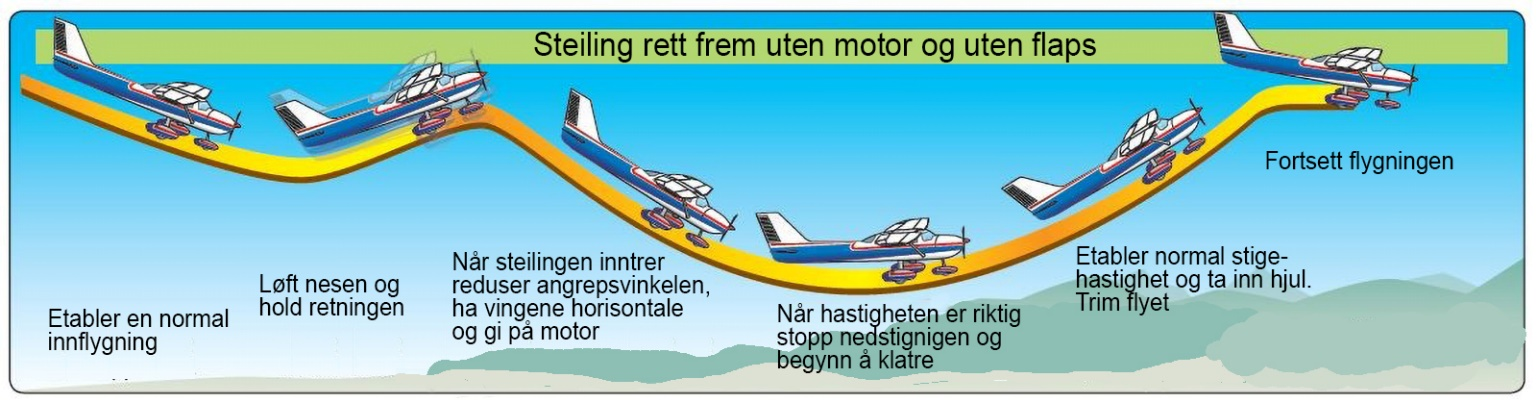 Steiling rett frem uten motor og uten flaps
Etabler en normal
innflygning
Løft nesen og
hold retningen
Når steilingen inntrer
reduser angrepsvinkelen,
ha vingene horisontale
og gi på motor
Når hastigheten er riktig
stopp nedstignigen og
begynn å klatre
Etabler normal stige-
hastighet og ta inn hjul.
Trim flyet
Fortsett flygningen